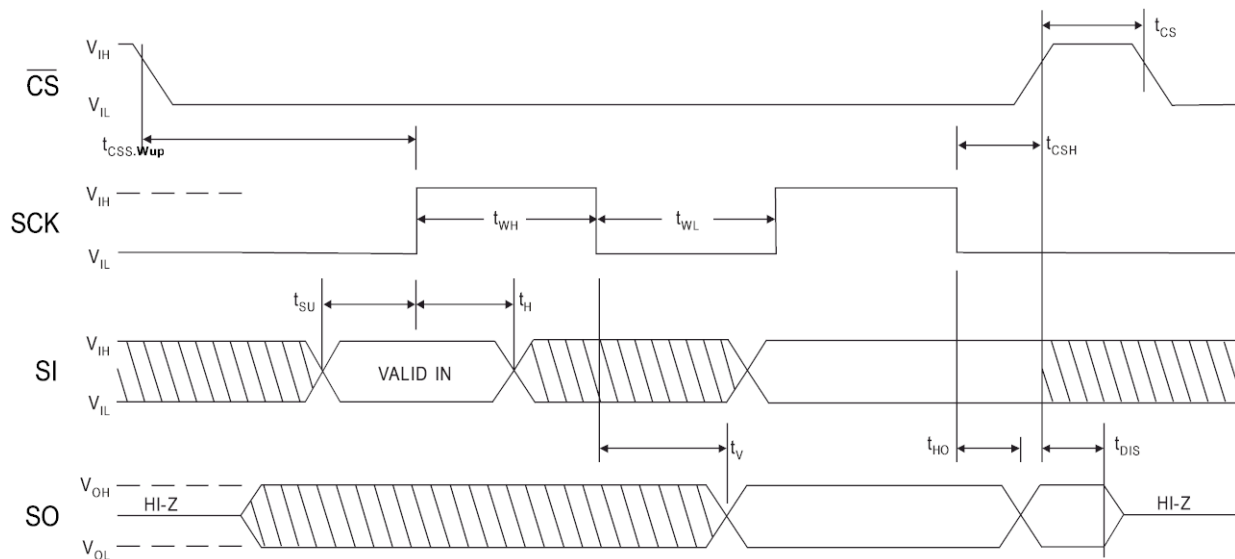 t_CS
V_IH
CS
V_IL
t_CSS.Wup
t_CSH
V_IH
SCK
t_WH
t_WL
V_IL
t_SU
t_H
V_IH
SI
VALID IN
V_IL
t_V
t_HO
t_DIS
V_OH
HI-Z
HI-Z
SO
V_OL